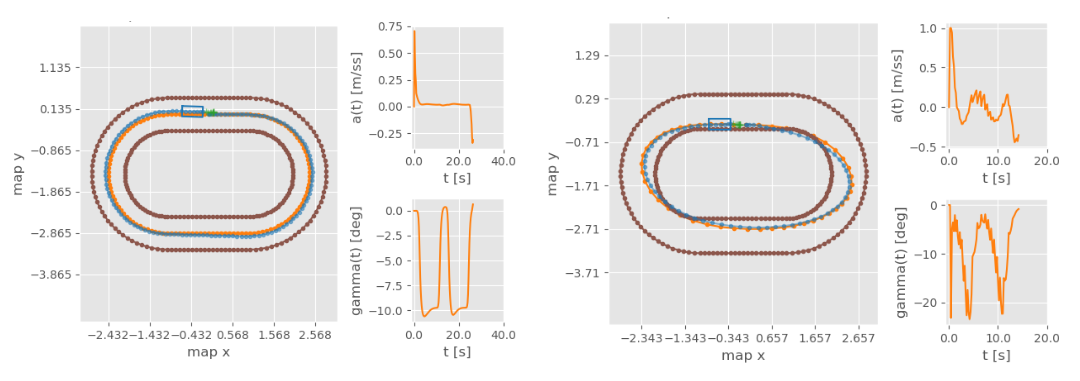 1.135
0.135
−0.865
−1.865
−2.865
−3.865
map y
−2.432 −1.432 −0.432 0.568 1.568 2.568
map x
0.75
0.50
0.25
0.00
−0.25
a(t) [m/ss]
0.0 20.0 40.0
t [s]
0.0
−2.5
−5.0
−7.5
−10.0
gamma(t) [deg]
0.0 20.0 40.0
t [s]
1.29
0.29
−0.71
−1.71
−2.71
−3.71
map y
−2.343 −1.343 −0.343 0.657 1.657 2.657
map x
1.0
0.5
0.0
−0.5
a(t) [m/ss]
0.0 10.0 20.0
t [s]
0
−10
−20
gamma(t) [deg]
0.0 10.0 20.0
t [s]